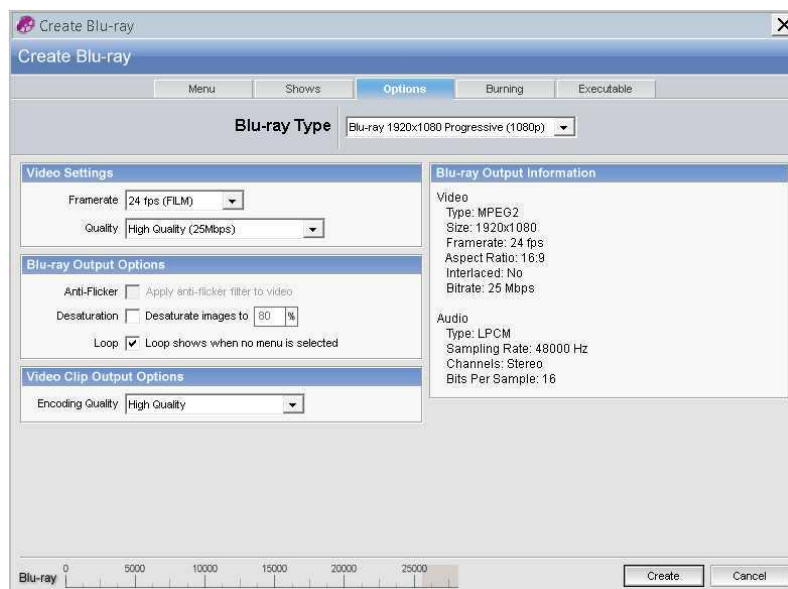 Create Blu-ray
Create Blu-ray
Menu Shows Options Burning Executable
Blu-ray Type Blu-ray 1920x1080 Progressive (1080p)
Video Settings
Framerate 24 fps (FILM)
Quality High Quality (25Mbps)
Blu-ray Output Options
Anti-Flicker Apply anti-flicker filter to video
Desaturation Desaturate images to 80 %
Loop Loop shows when no menu is selected
Video Clip Output Options
Encoding Quality High Quality
Blu-ray Output Information
Video
Type: MPEG2
Size: 1920x1080
Framerate: 24 fps
Aspect Ratio: 16:9
Interlaced: No
Bitrate: 25 Mbps
Audio
Type: LPCM
Sampling Rate: 48000 Hz
Channels: Stereo
Bits Per Sample: 16
Blu-ray 0 5000 10000 15000 20000 25000
Create Cancel